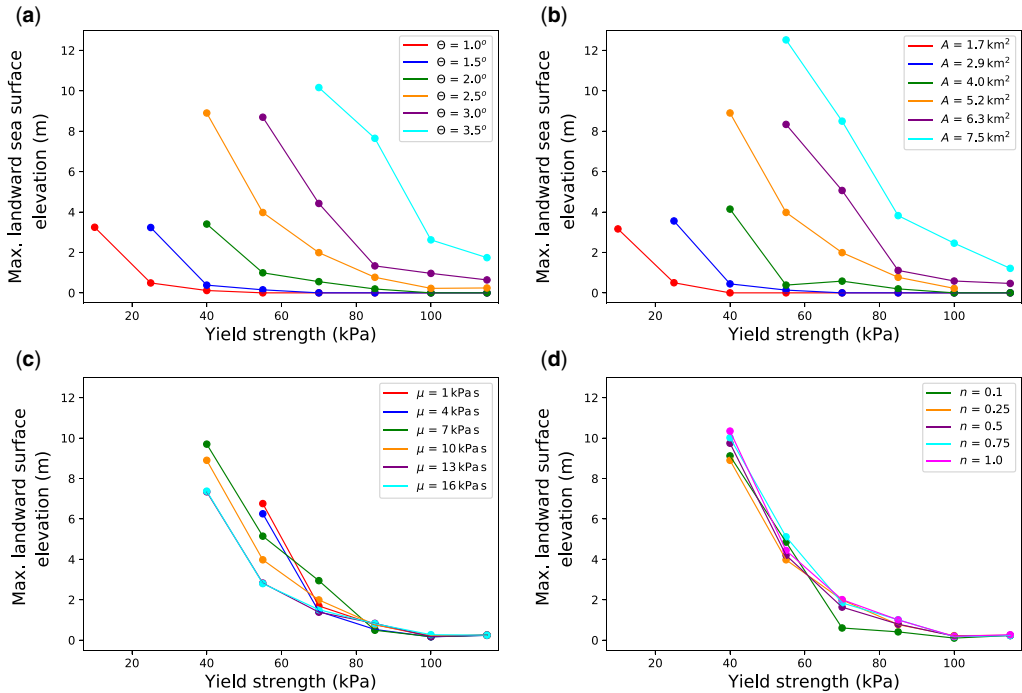 (a)
Max. landward sea surface
elevation (m)
12
10
8
6
4
2
0
20
40
60
80
100
Yield strength (kPa)
Θ = 1.0°
Θ = 1.5°
Θ = 2.0°
Θ = 2.5°
Θ = 3.0°
Θ = 3.5°
(b)
Max. landward sea surface
elevation (m)
12
10
8
6
4
2
0
20
40
60
80
100
Yield strength (kPa)
A = 1.7 km²
A = 2.9 km²
A = 4.0 km²
A = 5.2 km²
A = 6.3 km²
A = 7.5 km²
(c)
Max. landward surface
elevation (m)
12
10
8
6
4
2
0
20
40
60
80
100
Yield strength (kPa)
μ = 1 kPa s
μ = 4 kPa s
μ = 7 kPa s
μ = 10 kPa s
μ = 13 kPa s
μ = 16 kPa s
(d)
Max. landward surface
elevation (m)
12
10
8
6
4
2
0
20
40
60
80
100
Yield strength (kPa)
n = 0.1
n = 0.25
n = 0.5
n = 0.75
n = 1.0